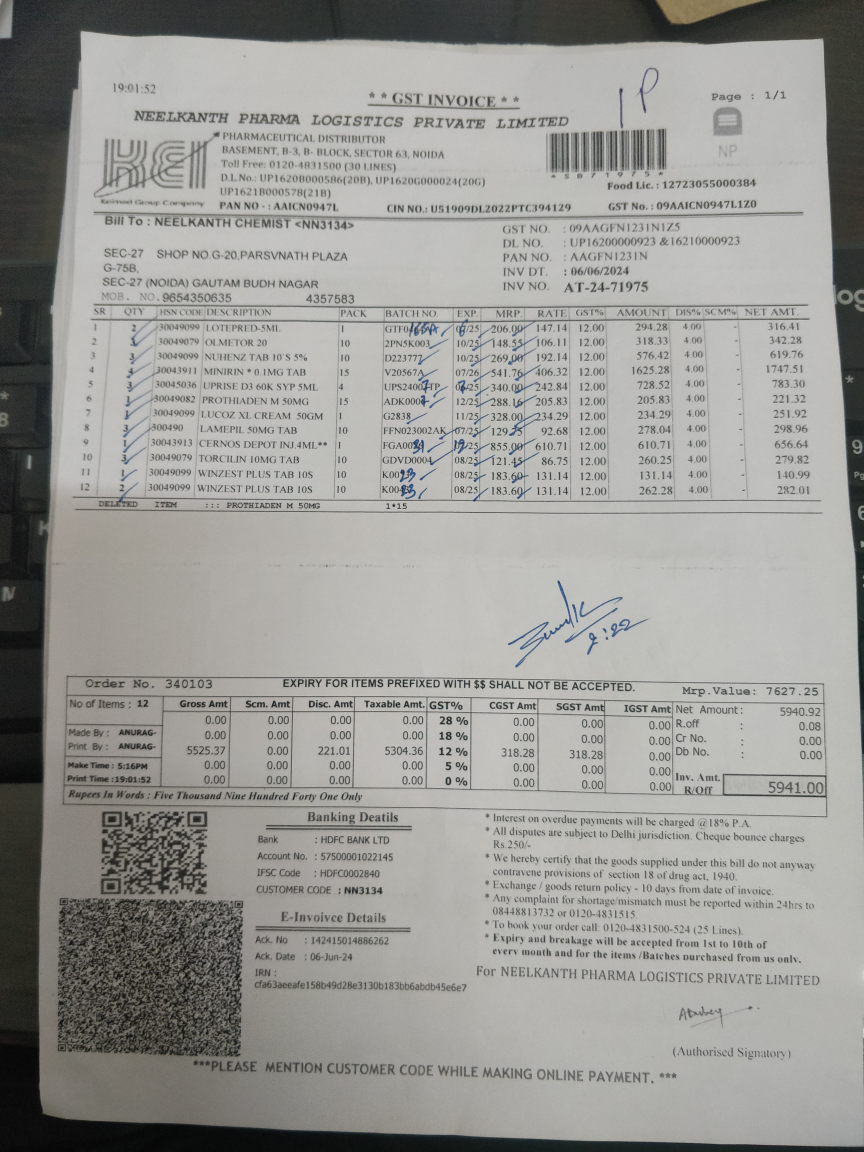 19:01:52
* * GST INVOICE * *
1P
Page : 1/1
NEELKANTH PHARMA LOGISTICS PRIVATE LIMITED
KEI
Keimed Group Company
NP
PHARMACEUTICAL DISTRIBUTOR
BASEMENT, B-3, B- BLOCK, SECTOR 63, NOIDA
Toll Free: 0120-4831500 (30 LINES)
D.L.No.: UP1620B000586(20B), UP1620G000024(20G)
UP1621B000578(21B)
*5871975*
Food Lic. : 12723055000384
PAN NO - : AAICN0947L CIN NO.: U51909DL2022PTC394129 GST No. : 09AAICN0947L1Z0
Bill To : NEELKANTH CHEMIST <NN3134>
SEC-27 SHOP NO.G-20,PARSVNATH PLAZA
G-75B,
SEC-27 (NOIDA) GAUTAM BUDH NAGAR
MOB. NO. 9654350635 4357583
GST NO. : 09AAGFN1231N1Z5
DL NO. : UP16200000923 &16210000923
PAN NO. : AAGFN1231N
INV DT. : 06/06/2024
INV NO. AT-24-71975
SR QTY HSN CODE DESCRIPTION PACK BATCH NO. EXP. MRP. RATE GST% AMOUNT DIS% SCM% NET AMT.
1 2 30049099 LOTEPRED-5ML 1 /25 206.00 147.14 12.00 294.28 4.00 - 316.41
2 3 30049079 OLMETOR 20 10 2PN5K003 10/25 148.55 106.11 12.00 318.33 4.00 - 342.28
3 3 30049099 NUHENZ TAB 10`S 5% 10 D223777 10/25 269.00 192.14 12.00 576.42 4.00 - 619.76
4 4 30043911 MINIRIN * 0.1MG TAB 15 V20567A 07/26 541.76 406.32 12.00 1625.28 4.00 - 1747.51
5 3 30045036 UPRISE D3 60K SYP 5ML 4 340.00 242.84 12.00 728.52 4.00 - 783.30
6 1 30049082 PROTHIADEN M 50MG 15 12/25 288.16 205.83 12.00 205.83 4.00 - 221.32
7 1 30049099 LUCOZ XL CREAM 50GM 1 G2838 11/25 328.00 234.29 12.00 234.29 4.00 - 251.92
8 3 300490 LAMEPIL 50MG TAB 10 FFN023002AK 07/25 92.68 12.00 278.04 4.00 - 298.96
9 1 30043913 CERNOS DEPOT INJ.4ML** 1 855.00 610.71 12.00 610.71 4.00 - 656.64
10 3 30049079 TORCILIN 10MG TAB 10 GDVD0004 08/25 121.45 86.75 12.00 260.25 4.00 - 279.82
11 1 30049099 WINZEST PLUS TAB 10S 10 08/25 183.60 131.14 12.00 131.14 4.00 - 140.99
12 2 30049099 WINZEST PLUS TAB 10S 10 08/25 183.60 131.14 12.00 262.28 4.00 - 282.01
DELETED ITEM ::: PROTHIADEN M 50MG 1*15
2:22
Order No. 340103 EXPIRY FOR ITEMS PREFIXED WITH $$ SHALL NOT BE ACCEPTED. Mrp.Value: 7627.25
No of Items : 12 Gross Amt Scm. Amt Disc. Amt Taxable Amt. GST% CGST Amt SGST Amt IGST Amt Net Amount: 5940.92
0.00 0.00 0.00 0.00 28 % 0.00 0.00 0.00 R.off : 0.08
Made By : ANURAG- 0.00 0.00 0.00 0.00 18 % 0.00 0.00 0.00 Cr No. : 0.00
Print By : ANURAG- 5525.37 0.00 221.01 5304.36 12 % 318.28 318.28 0.00 Db No. : 0.00
Make Time : 5:16PM 0.00 0.00 0.00 0.00 5 % 0.00 0.00 0.00
Print Time :19:01:52 0.00 0.00 0.00 0.00 0 % 0.00 0.00 0.00 Inv. Amt. R/Off 5941.00
Rupees In Words : Five Thousand Nine Hundred Forty One Only
Banking Deatils
Bank : HDFC BANK LTD
Account No. : 57500001022145
IFSC Code : HDFC0002840
CUSTOMER CODE : NN3134
E-Invoivce Details
Ack. No : 142415014886262
Ack. Date : 06-Jun-24
IRN :
cfa63aeeafe158b49d28e3130b183bb6abdb45e6e7
* Interest on overdue payments will be charged @18% P.A.
* All disputes are subject to Delhi jurisdiction. Cheque bounce charges
Rs.250/-
* We hereby certify that the goods supplied under this bill do not anyway
contravene provisions of section 18 of drug act, 1940.
* Exchange / goods return policy - 10 days from date of invoice.
* Any complaint for shortage/mismatch must be reported within 24hrs to
08448813732 or 0120-4831515.
* To book your order call: 0120-4831500-524 (25 Lines).
* Expiry and breakage will be accepted from 1st to 10th of
every month and for the items /Batches purchased from us only.
For NEELKANTH PHARMA LOGISTICS PRIVATE LIMITED
(Authorised Signatory)
***PLEASE MENTION CUSTOMER CODE WHILE MAKING ONLINE PAYMENT. ***